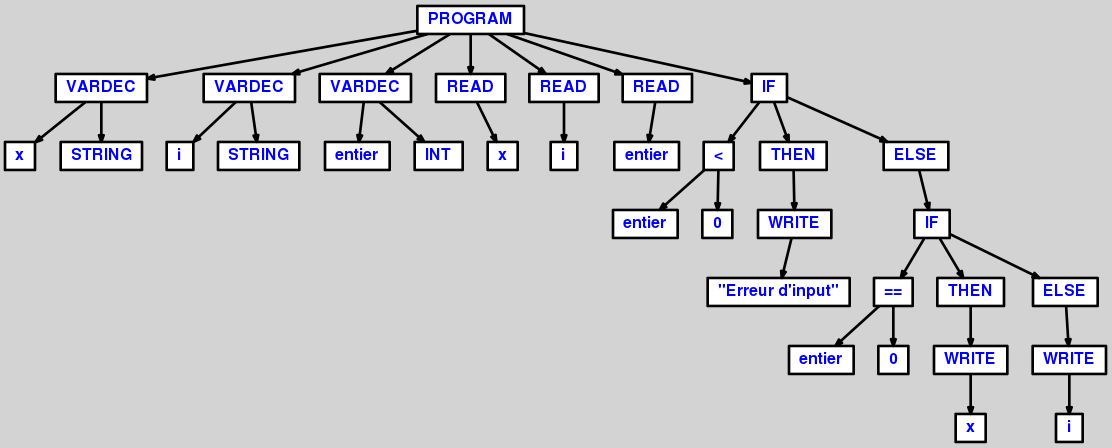 PROGRAM
VARDEC VARDEC VARDEC READ READ READ IF
x STRING i STRING entier INT x i entier < THEN ELSE
entier 0 WRITE IF
"Erreur d'input" == THEN ELSE
entier 0 WRITE WRITE
x i